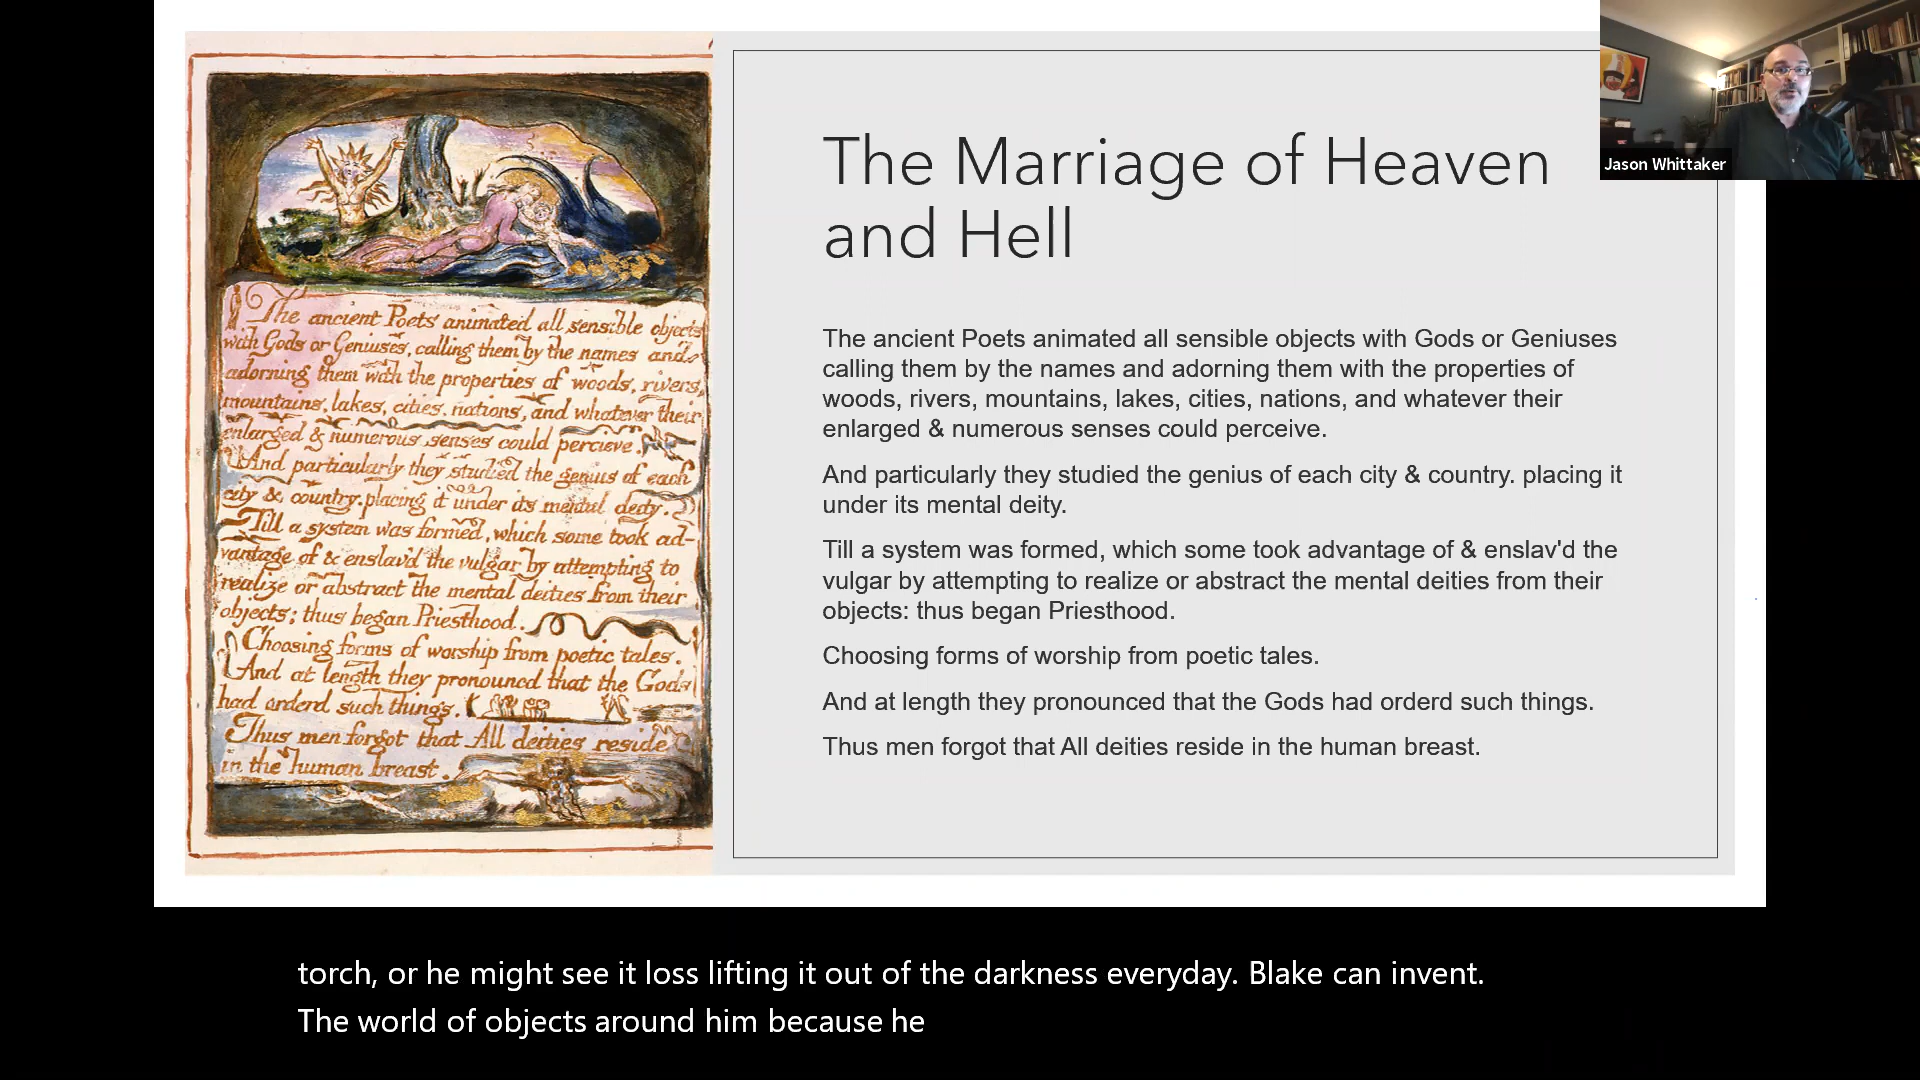 The ancient Poets animated all sensible objects
with Gods or Geniuses, calling them by the names and
adorning them with the properties of woods, rivers,
mountains, lakes, cities, nations, and whatever their
enlarged & numerous senses could percieve.
And particularly they studied the genius of each
city & country. placing it under its mental deity.
Till a system was formed, which some took ad-
vantage of & enslav'd the vulgar by attempting to
realize or abstract the mental deities from their
objects; thus began Priesthood.
Choosing forms of worship from poetic tales.
And at length they pronouncd that the Gods
had orderd such things.
Thus men forgot that All deities reside
in the human breast.
The Marriage of Heaven
and Hell
The ancient Poets animated all sensible objects with Gods or Geniuses
calling them by the names and adorning them with the properties of
woods, rivers, mountains, lakes, cities, nations, and whatever their
enlarged & numerous senses could perceive.
And particularly they studied the genius of each city & country. placing it
under its mental deity.
Till a system was formed, which some took advantage of & enslav'd the
vulgar by attempting to realize or abstract the mental deities from their
objects: thus began Priesthood.
Choosing forms of worship from poetic tales.
And at length they pronounced that the Gods had orderd such things.
Thus men forgot that All deities reside in the human breast.
Jason Whittaker
torch, or he might see it loss lifting it out of the darkness everyday. Blake can invent.
The world of objects around him because he